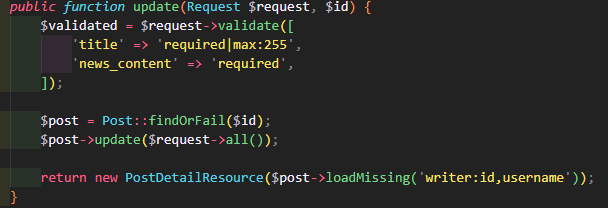 public function update(Request $request, $id) {
    $validated = $request->validate([
        'title' => 'required|max:255',
        'news_content' => 'required',
    ]);

    $post = Post::findOrFail($id);
    $post->update($request->all());

    return new PostDetailResource($post->loadMissing('writer:id,username'));
}